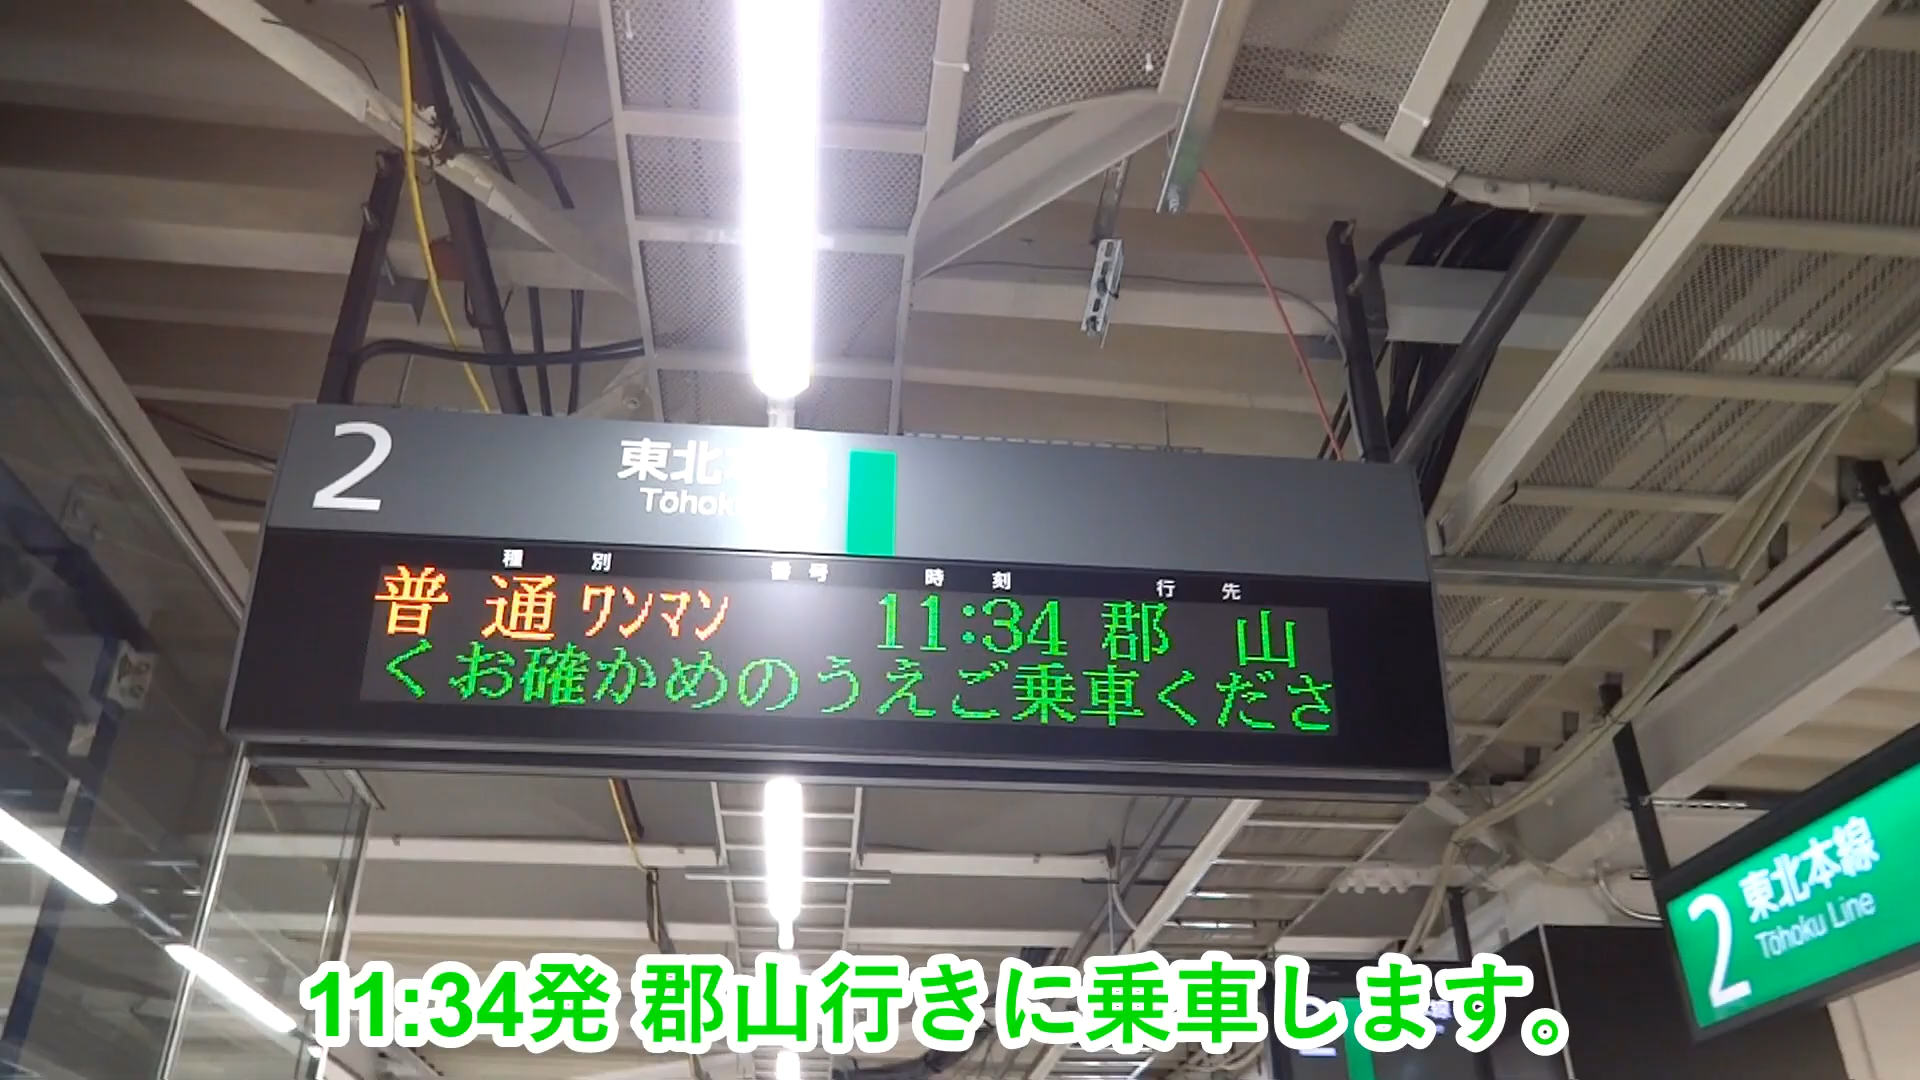 2
東北本
Tōhoku
種別 番号 時刻 行先
普通 ワンマン 11:34 郡山
くお確かめのうえご乗車くださ
2 東北本線
Tōhoku Line
11:34発 郡山行きに乗車します。